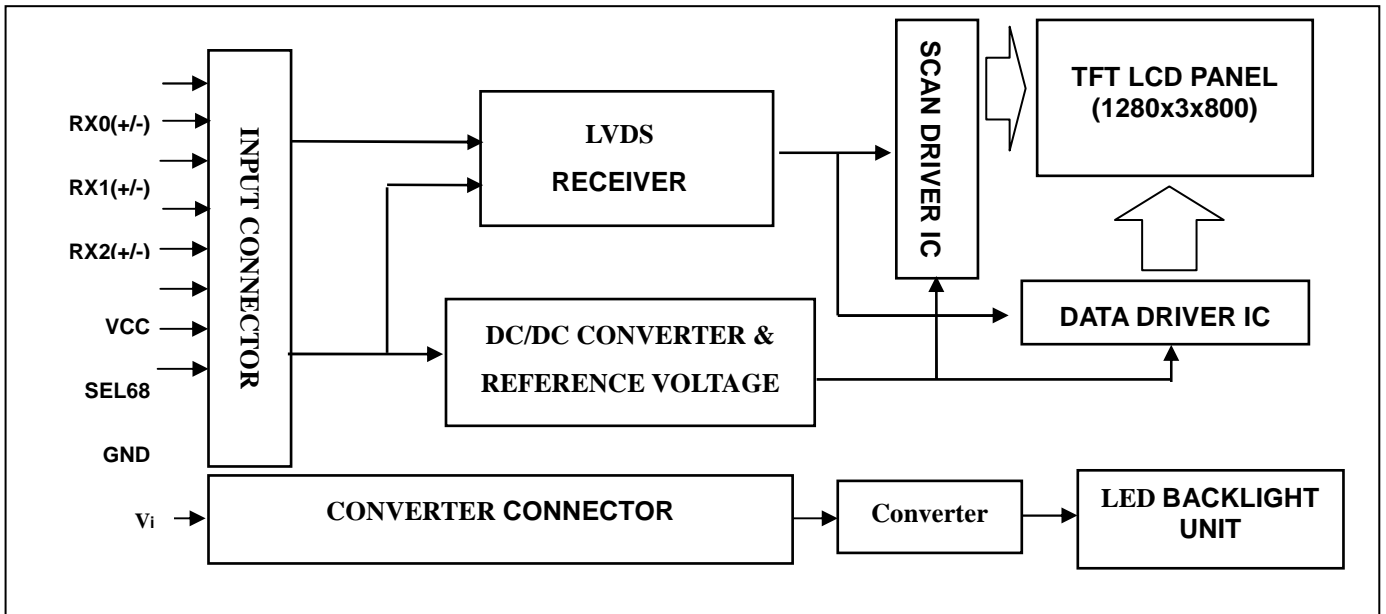 RX0(+/-)
RX1(+/-)
RX2(+/-)
VCC
SEL68
GND
INPUT CONNECTOR
LVDS
RECEIVER
DC/DC CONVERTER &
REFERENCE VOLTAGE
SCAN DRIVER IC
TFT LCD PANEL
(1280x3x800)
DATA DRIVER IC
Vi
CONVERTER CONNECTOR
Converter
LED BACKLIGHT
UNIT